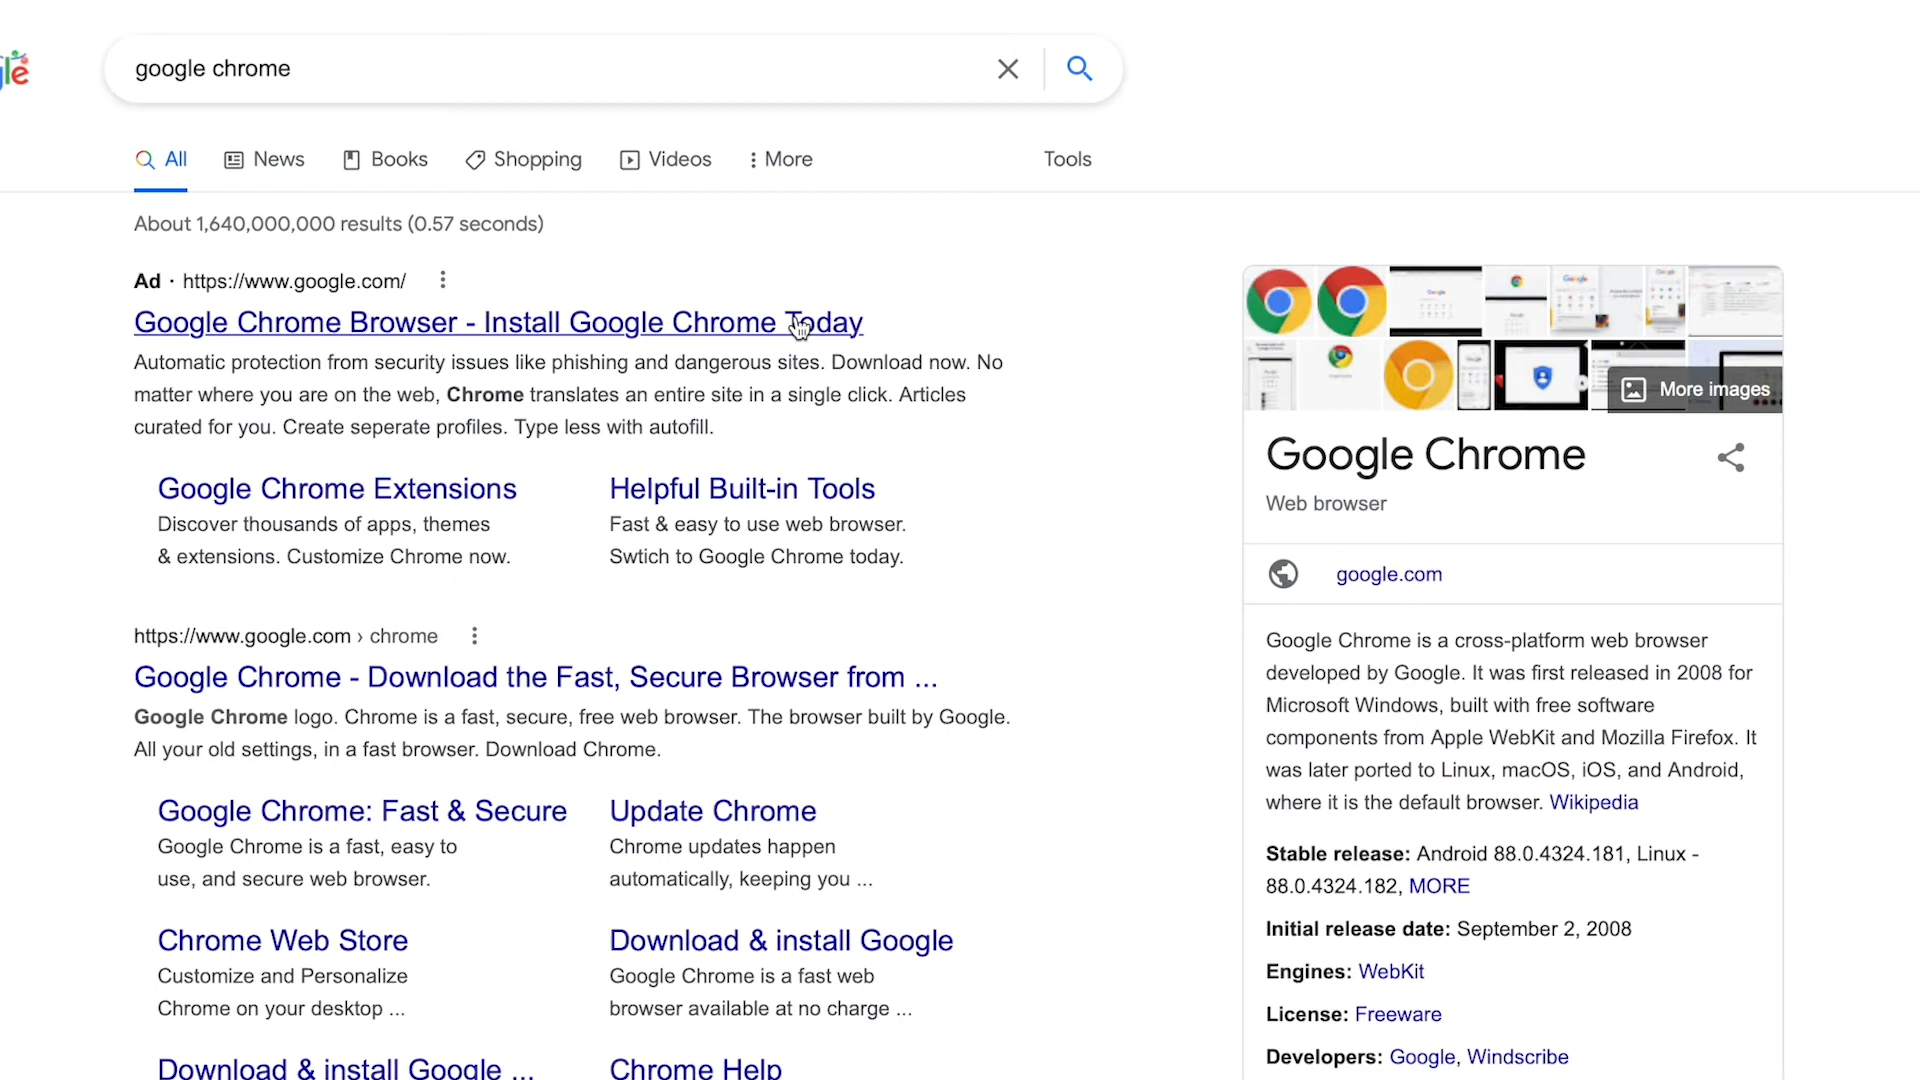 google chrome
All
News
Books
Shopping
Videos
More
Tools
About 1,640,000,000 results (0.57 seconds)
Ad · https://www.google.com/
Google Chrome Browser - Install Google Chrome Today
Automatic protection from security issues like phishing and dangerous sites. Download now. No
matter where you are on the web, Chrome translates an entire site in a single click. Articles
curated for you. Create seperate profiles. Type less with autofill.
Google Chrome Extensions
Discover thousands of apps, themes
& extensions. Customize Chrome now.
Helpful Built-in Tools
Fast & easy to use web browser.
Swtich to Google Chrome today.
https://www.google.com › chrome
Google Chrome - Download the Fast, Secure Browser from ...
Google Chrome logo. Chrome is a fast, secure, free web browser. The browser built by Google.
All your old settings, in a fast browser. Download Chrome.
Google Chrome: Fast & Secure
Google Chrome is a fast, easy to
use, and secure web browser.
Update Chrome
Chrome updates happen
automatically, keeping you ...
Chrome Web Store
Customize and Personalize
Chrome on your desktop ...
Download & install Google
Google Chrome is a fast web
browser available at no charge ...
Download & install Google ...
Chrome Help
More images
Google Chrome
Web browser
google.com
Google Chrome is a cross-platform web browser
developed by Google. It was first released in 2008 for
Microsoft Windows, built with free software
components from Apple WebKit and Mozilla Firefox. It
was later ported to Linux, macOS, iOS, and Android,
where it is the default browser. Wikipedia
Stable release: Android 88.0.4324.181, Linux -
88.0.4324.182, MORE
Initial release date: September 2, 2008
Engines: WebKit
License: Freeware
Developers: Google, Windscribe